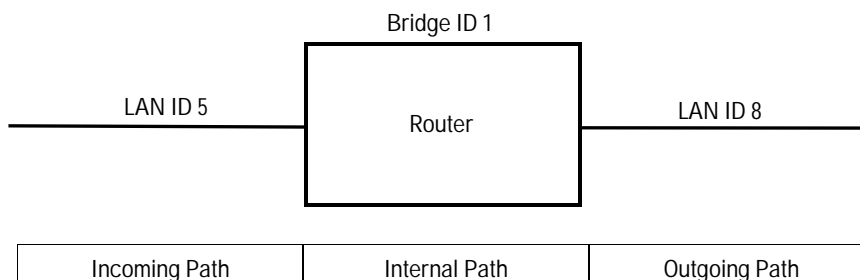 Bridge ID 1
LAN ID 5
Router
LAN ID 8
Incoming Path
Internal Path
Outgoing Path